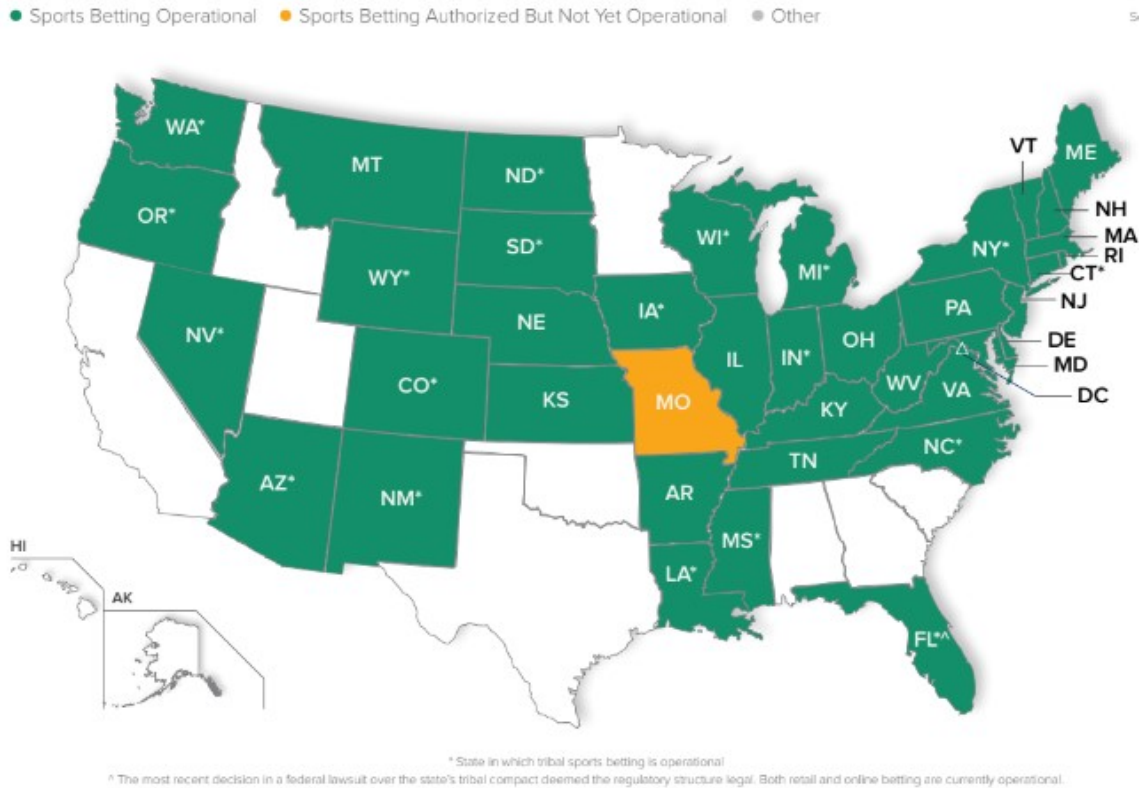 Sports Betting Operational Sports Betting Authorized But Not Yet Operational Other
WA*
MT
ND*
VT
ME
OR*
SD*
WI*
MI*
NY*
NH
MA
RI
CT*
WY*
IA*
PA
NJ
NV*
NE
IL
IN*
OH
DE
MD
CO*
KS
MO
WV
VA
DC
KY
AZ*
NM*
TN
NC*
AR
MS*
HI
LA*
AK
FL*^
* State in which tribal sports betting is operational
^ The most recent decision in a federal lawsuit over the state's tribal compact deemed the regulatory structure legal. Both retail and online betting are currently operational.